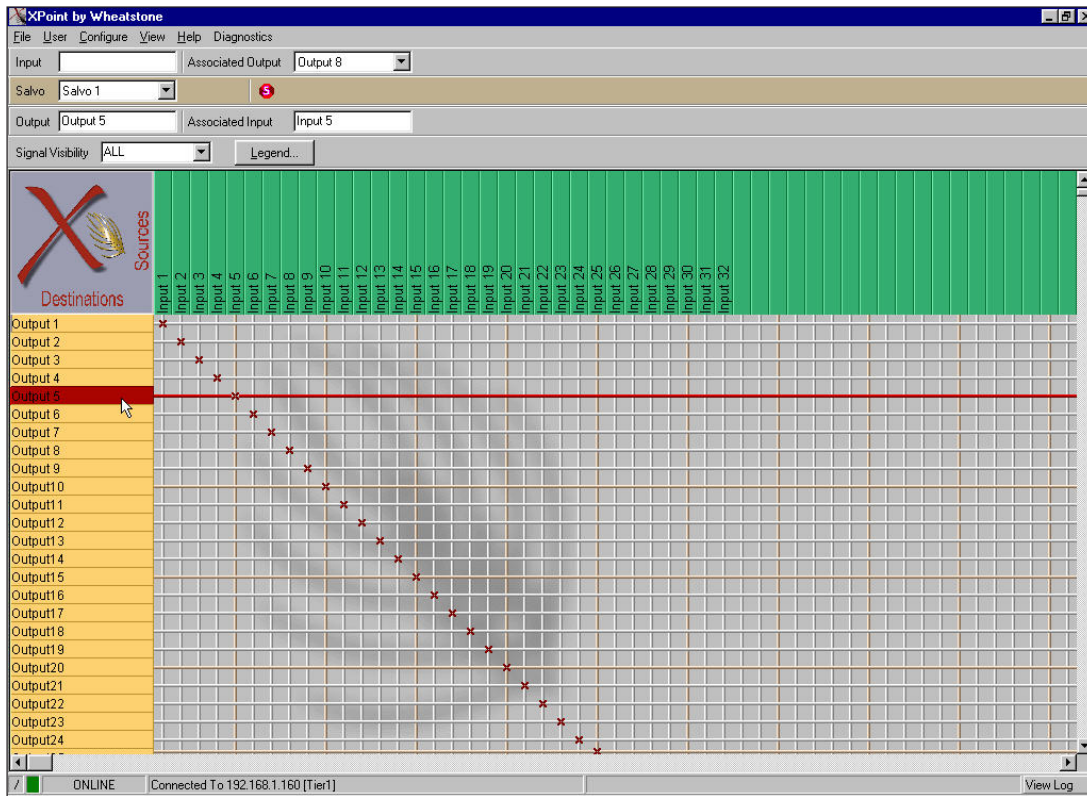 XPoint by Wheatstone
File User Configure View Help Diagnostics
Input Associated Output Output 8
Salvo Salvo 1 S
Output Output 5 Associated Input Input 5
Signal Visibility ALL Legend...
Sources
Destinations
Input 1
Input 2
Input 3
Input 4
Input 5
Input 6
Input 7
Input 8
Input 9
Input 10
Input 11
Input 12
Input 13
Input 14
Input 15
Input 16
Input 17
Input 18
Input 19
Input 20
Input 21
Input 22
Input 23
Input 24
Input 25
Input 26
Input 27
Input 28
Input 29
Input 30
Input 31
Input 32
Output 1
Output 2
Output 3
Output 4
Output 5
Output 6
Output 7
Output 8
Output 9
Output10
Output11
Output12
Output13
Output14
Output15
Output16
Output17
Output18
Output19
Output20
Output21
Output22
Output23
Output24
/ ONLINE Connected To 192.168.1.160 [Tier1] View Log